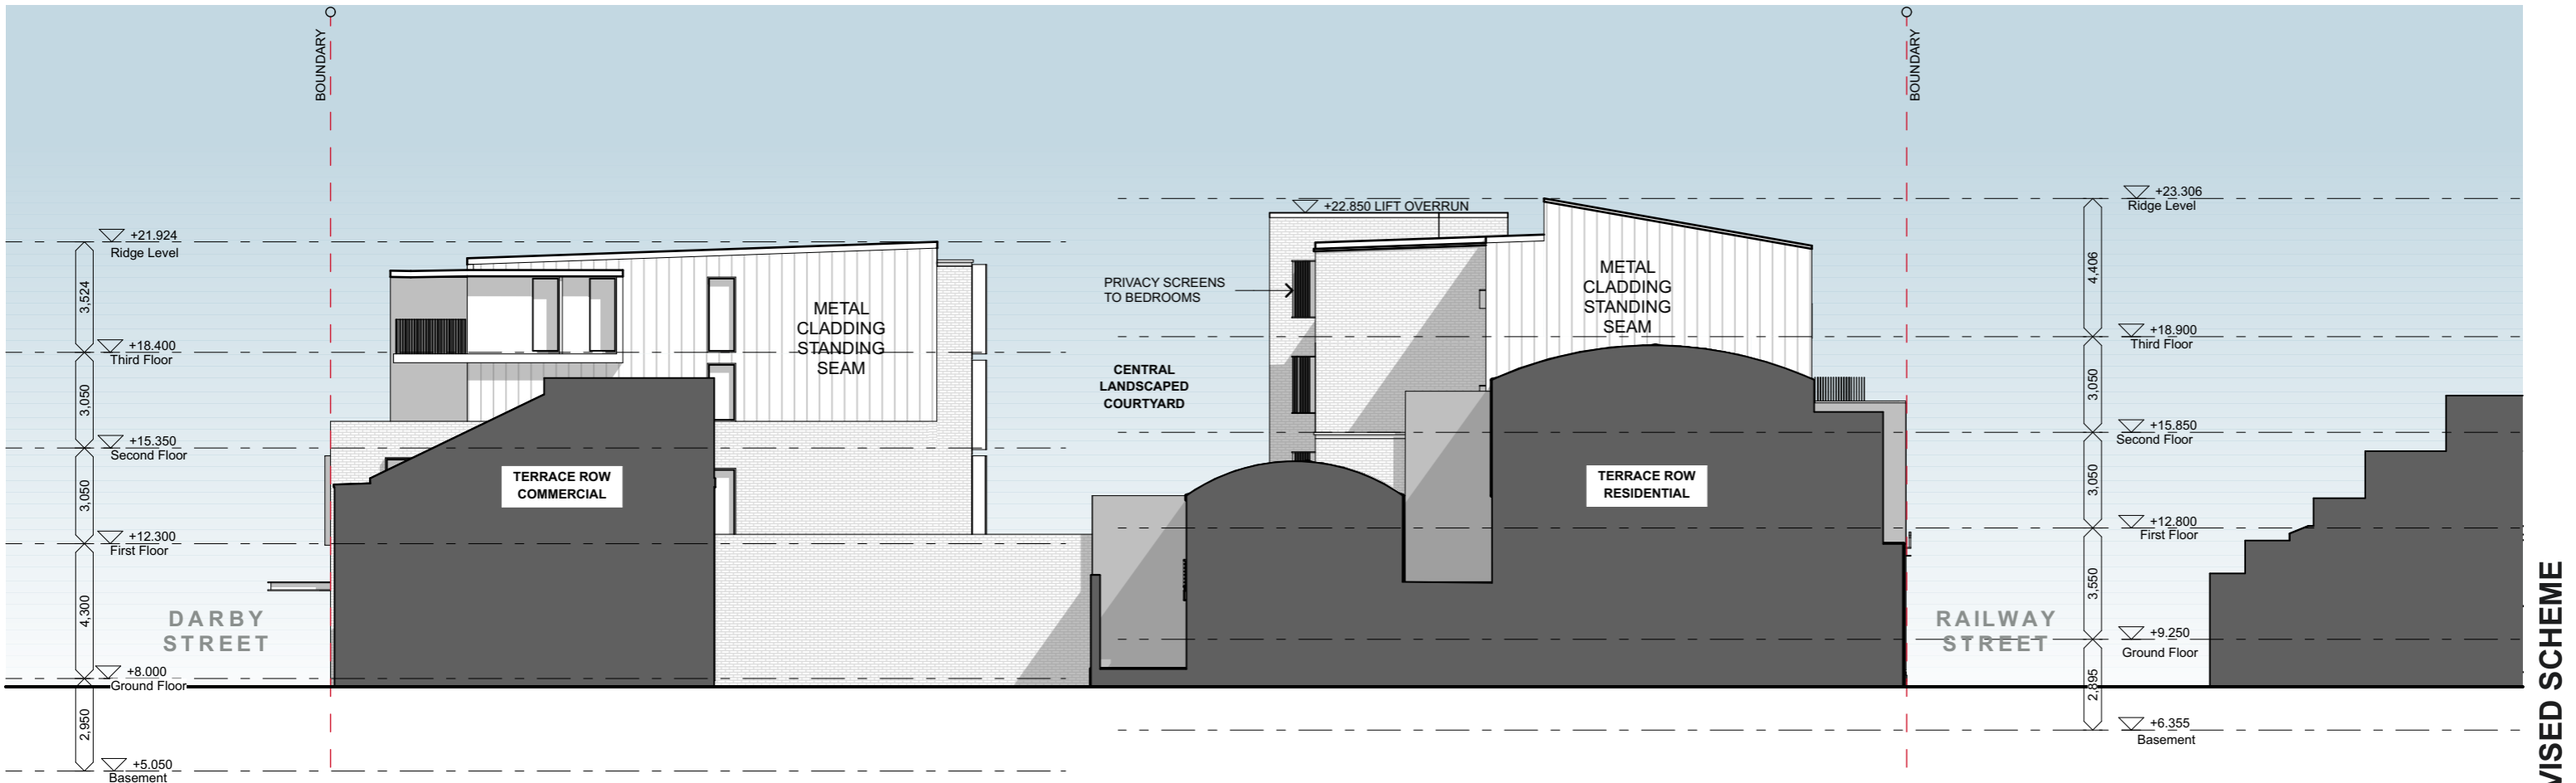 BOUNDARY
BOUNDARY
+23.306
Ridge Level
+22.850 LIFT OVERRUN
+21.924
Ridge Level
3,524
4,406
METAL
CLADDING
STANDING
SEAM
PRIVACY SCREENS
TO BEDROOMS
METAL
CLADDING
STANDING
SEAM
+18.400
Third Floor
+18.900
Third Floor
CENTRAL
LANDSCAPED
COURTYARD
3,050
3,050
+15.350
Second Floor
+15.850
Second Floor
TERRACE ROW
COMMERCIAL
TERRACE ROW
RESIDENTIAL
3,050
3,050
+12.300
First Floor
+12.800
First Floor
4,300
3,550
DARBY
STREET
RAILWAY
STREET
+9.250
Ground Floor
+8.000
Ground Floor
2,950
2,895
+6.355
Basement
+5.050
Basement
VISED SCHEME